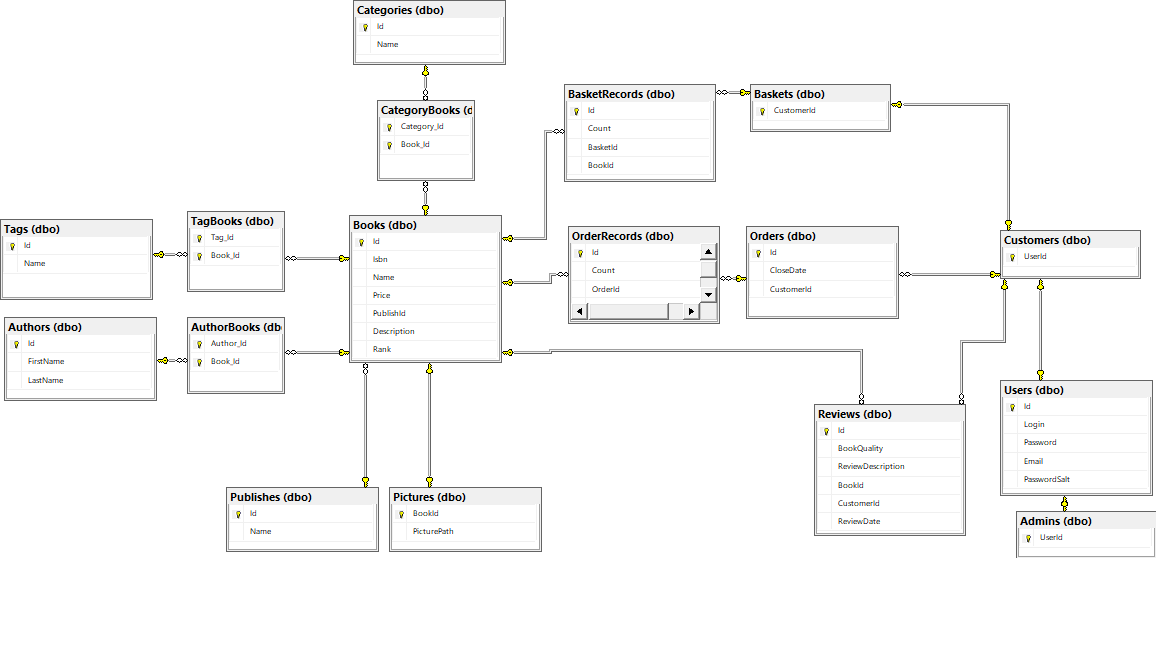 Categories (dbo)
Id
Name
CategoryBooks (d
Category_Id
Book_Id
BasketRecords (dbo)
Id
Count
BasketId
BookId
Baskets (dbo)
CustomerId
Tags (dbo)
Id
Name
TagBooks (dbo)
Tag_Id
Book_Id
Books (dbo)
Id
Isbn
Name
Price
PublishId
Description
Rank
OrderRecords (dbo)
Id
Count
OrderId
Orders (dbo)
Id
CloseDate
CustomerId
Customers (dbo)
UserId
Authors (dbo)
Id
FirstName
LastName
AuthorBooks (db
Author_Id
Book_Id
Reviews (dbo)
Id
BookQuality
ReviewDescription
BookId
CustomerId
ReviewDate
Users (dbo)
Id
Login
Password
Email
PasswordSalt
Publishes (dbo)
Id
Name
Pictures (dbo)
BookId
PicturePath
Admins (dbo)
UserId